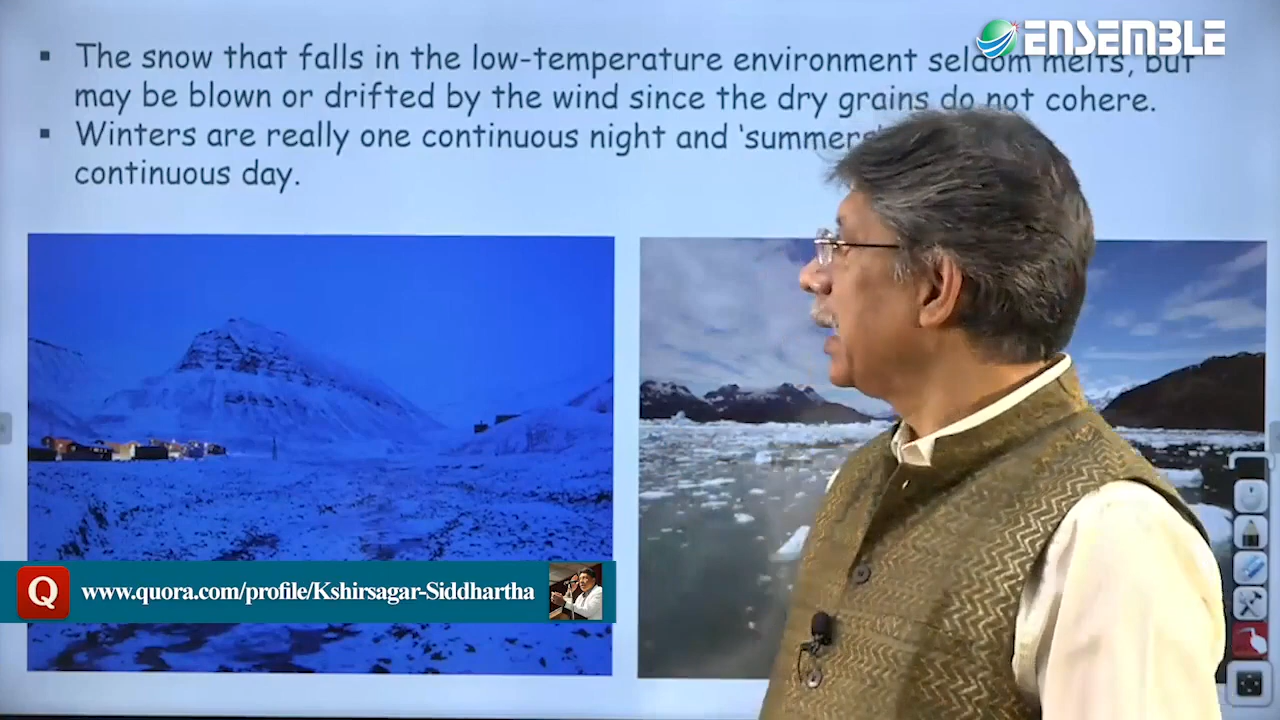 ENSEMBLE
▪ The snow that falls in the low-temperature environment seldom melts, but
may be blown or drifted by the wind since the dry grains do not cohere.
▪ Winters are really one continuous night and ‘summers’
continuous day.
Q www.quora.com/profile/Kshirsagar-Siddhartha